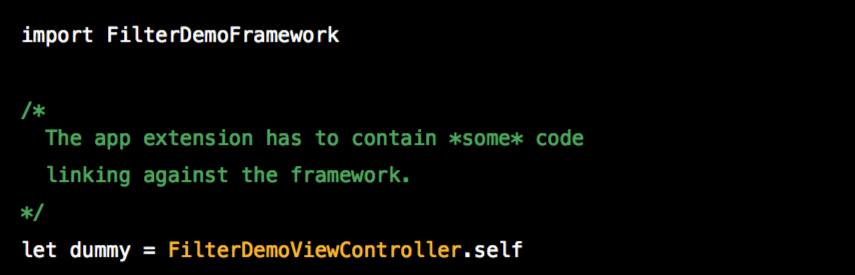 import FilterDemoFramework
/*
The app extension has to contain *some* code
linking against the framework.
*/
let dummy = FilterDemoViewController.self